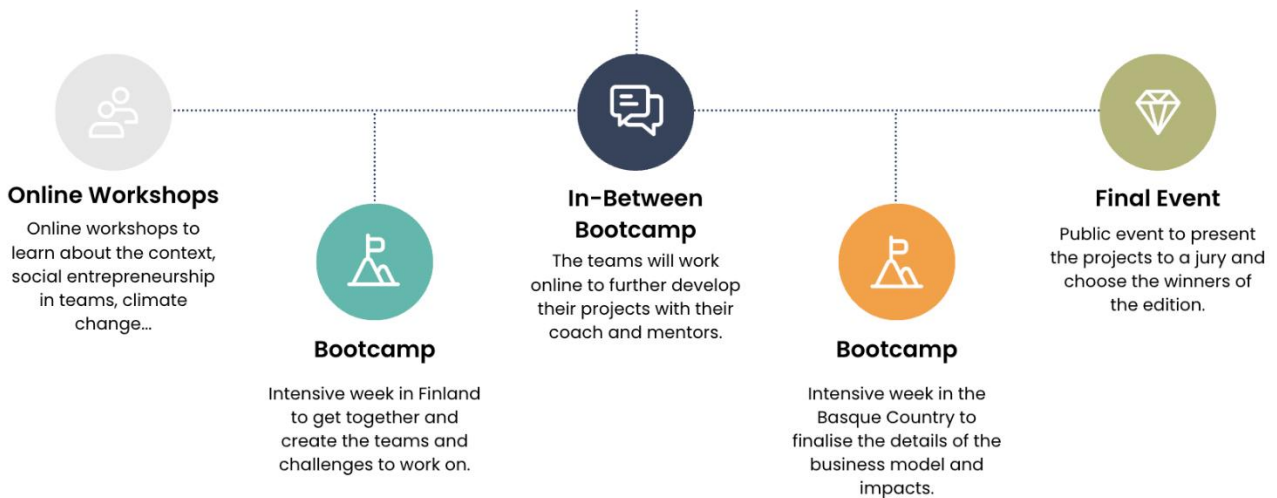 Online Workshops
Online workshops to
learn about the context,
social entrepreneurship
in teams, climate
change...
Bootcamp
Intensive week in Finland
to get together and
create the teams and
challenges to work on.
In-Between
Bootcamp
The teams will work
online to further develop
their projects with their
coach and mentors.
Bootcamp
Intensive week in the
Basque Country to
finalise the details of the
business model and
impacts.
Final Event
Public event to present
the projects to a jury and
choose the winners of
the edition.